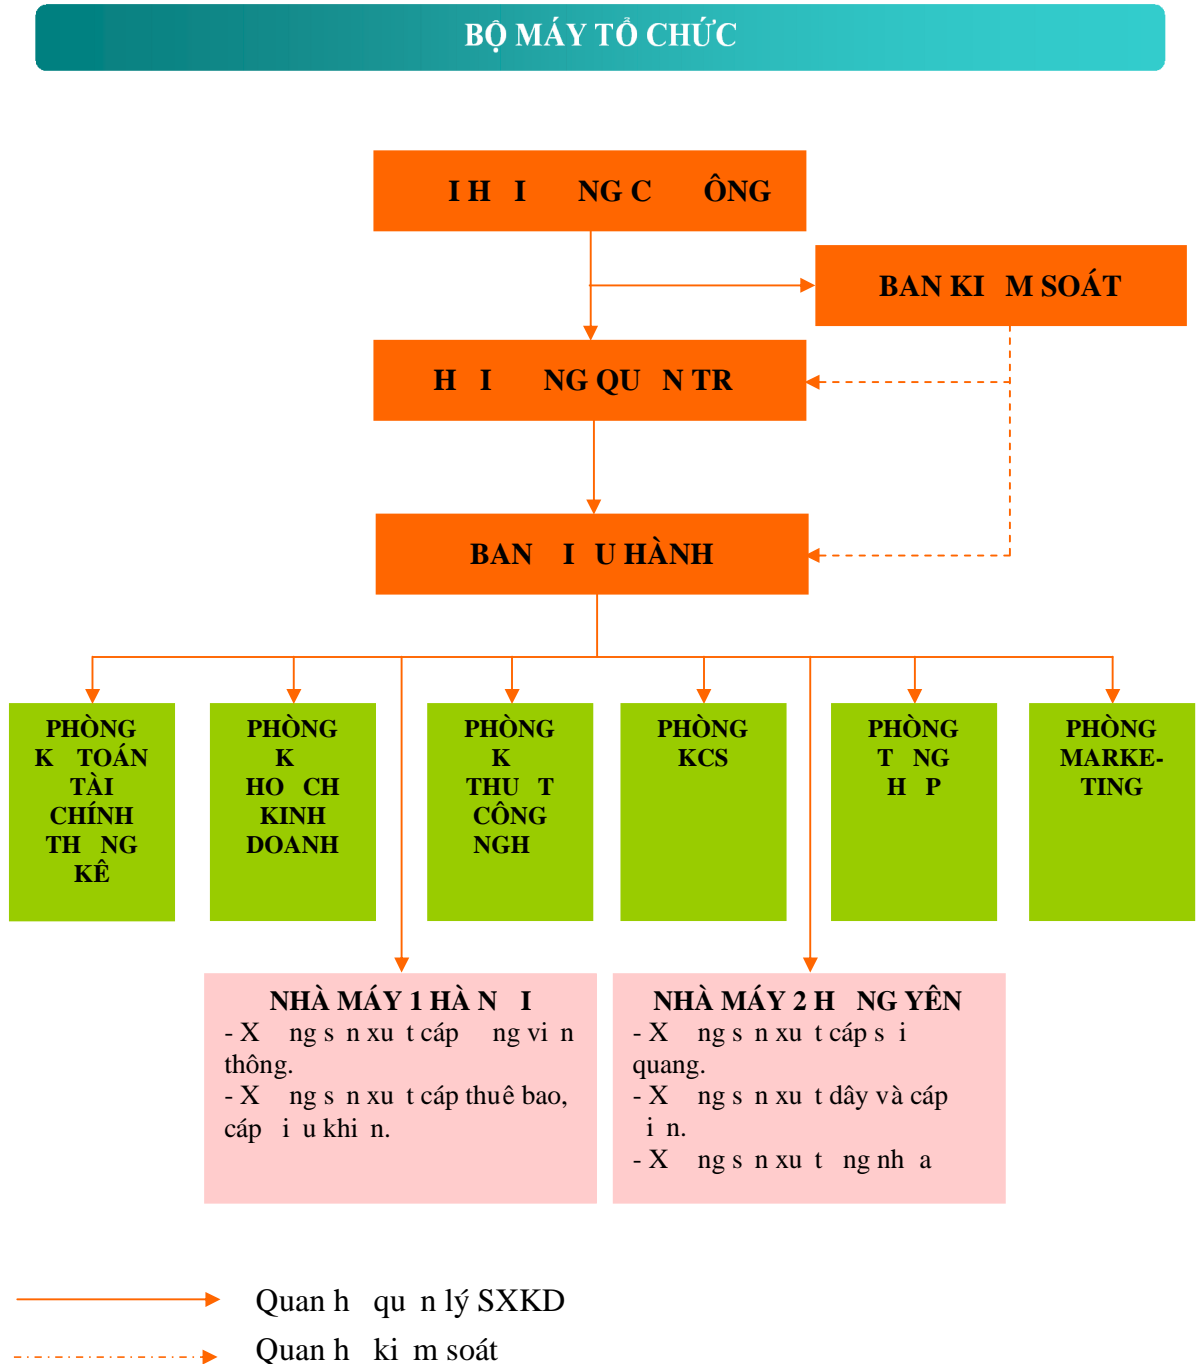 BỘ MÁY TỔ CHỨC
I H I NG C ÔNG
BAN KI M SOÁT
H I NG QU N TR
BAN I U HÀNH
PHÒNG
K TOÁN
TÀI
CHÍNH
TH NG
KÊ
PHÒNG
K
HO CH
KINH
DOANH
PHÒNG
K
THU T
CÔNG
NGH
PHÒNG
KCS
PHÒNG
T NG
H P
PHÒNG
MARKE-
TING
NHÀ MÁY 1 HÀ N I
- X ng s n xu t cáp ng vi n
thông.
- X ng s n xu t cáp thuê bao,
cáp i u khi n.
NHÀ MÁY 2 H NG YÊN
- X ng s n xu t cáp s i
quang.
- X ng s n xu t dây và cáp
i n.
- X ng s n xu t ng nh a
Quan h qu n lý SXKD
Quan h ki m soát